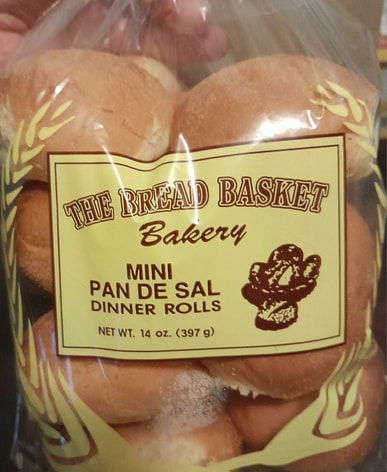 THE BREAD BASKET
Bakery
MINI
PAN DE SAL
DINNER ROLLS
NET WT. 14 oz. (397 g)